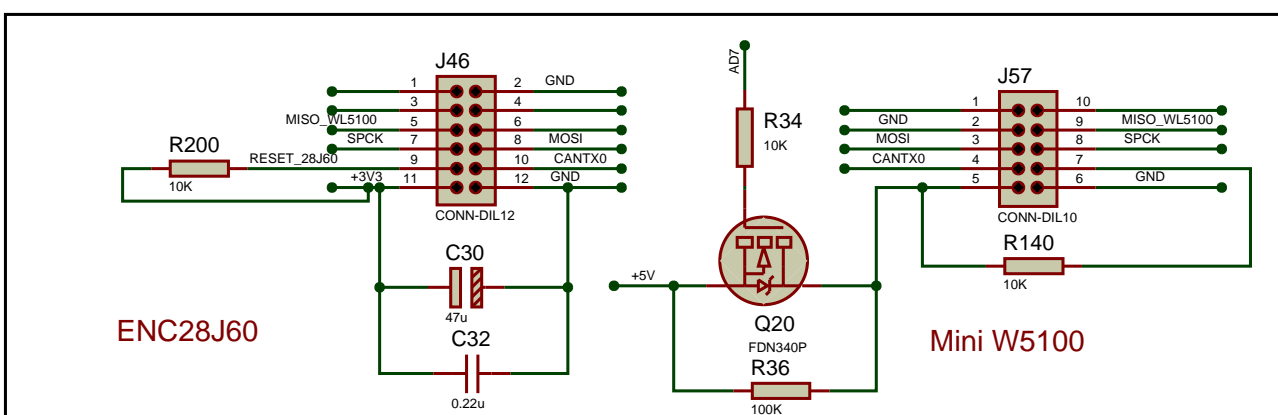 J46
1
2
GND
3
4
MISO_WL5100
5
6
SPCK
7
8
MOSI
R200
10K
RESET_28J60
9
10
CANTX0
+3V3
11
12
GND
CONN-DIL12
C30
47u
C32
0.22u
ENC28J60
AD7
R34
10K
+5V
Q20
FDN340P
R36
100K
J57
1
10
GND
2
9
MISO_WL5100
MOSI
3
8
SPCK
CANTX0
4
7
5
6
GND
CONN-DIL10
R140
10K
Mini W5100